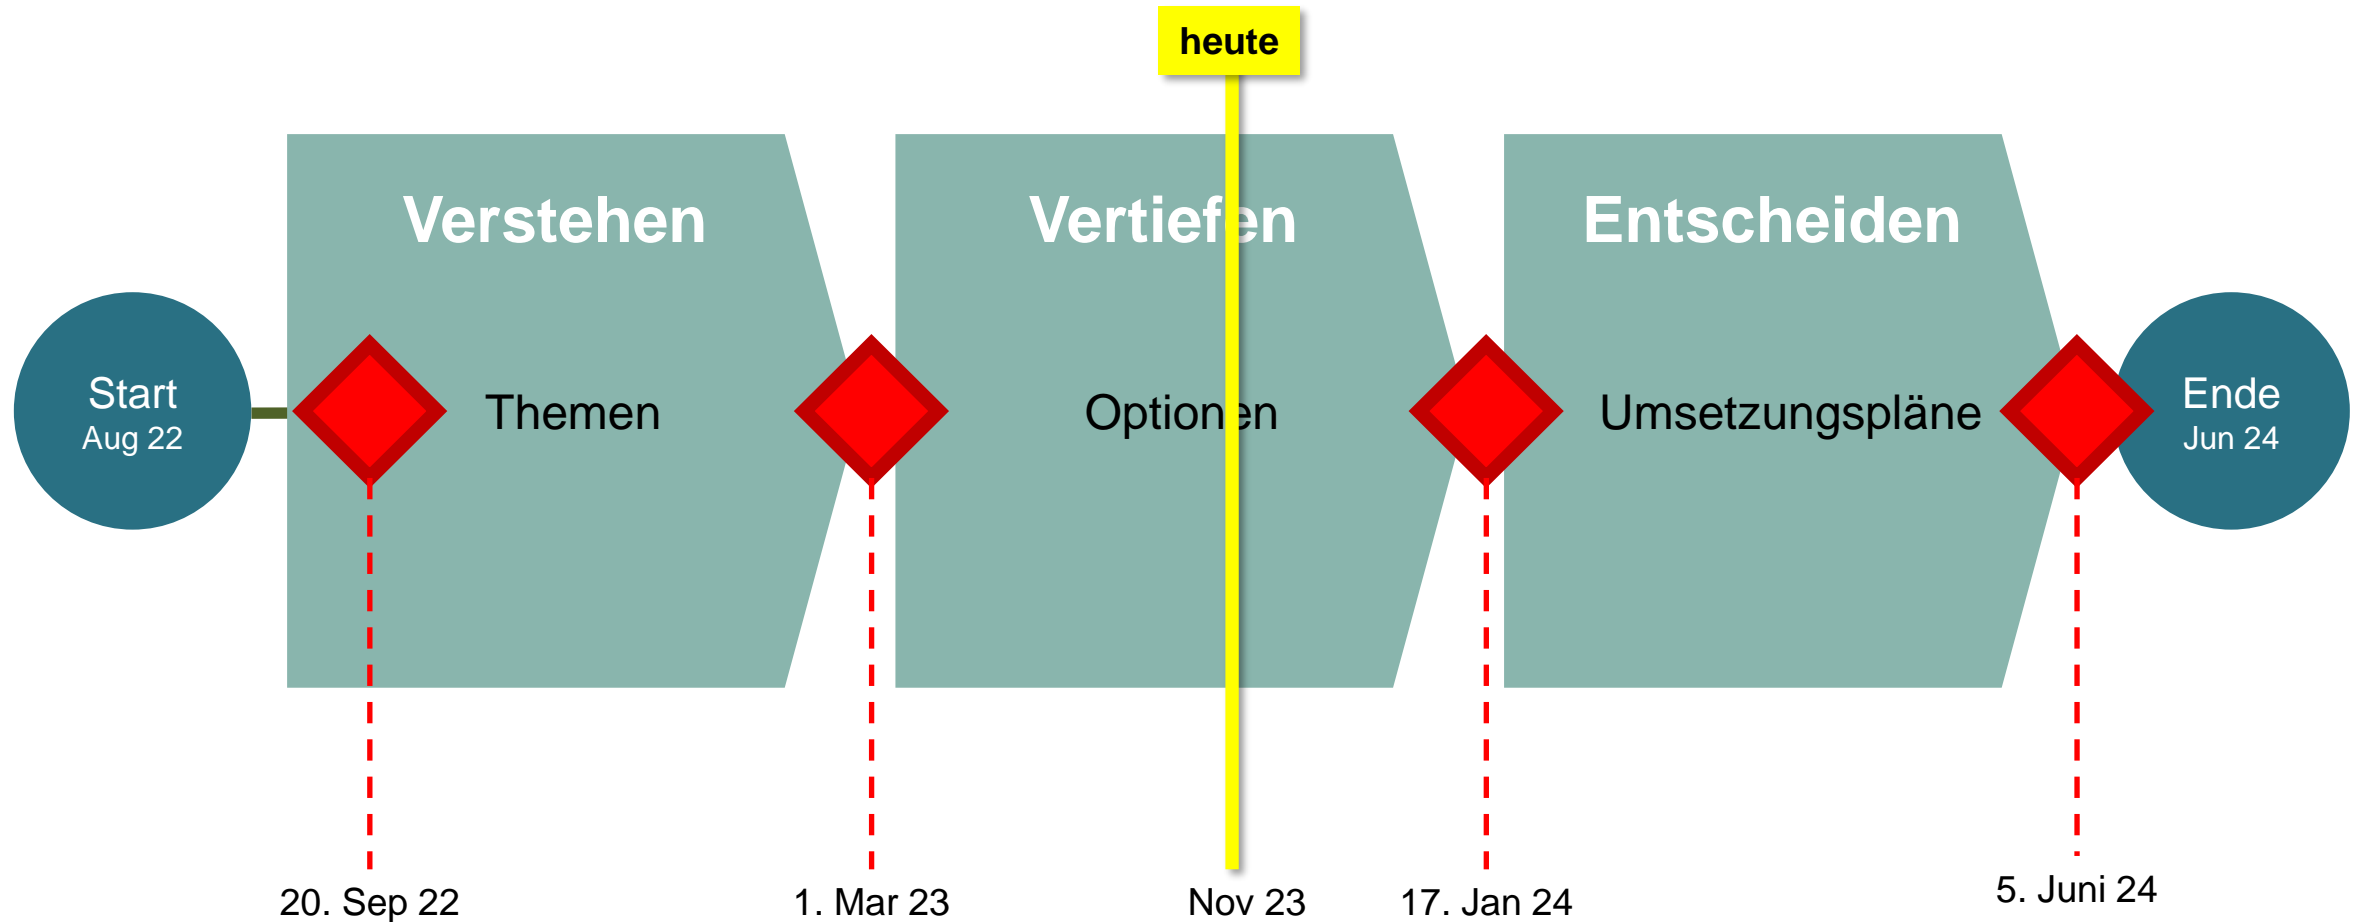 heute
Verstehen
Vertiefen
Entscheiden
Start
Aug 22
Themen
Optionen
Umsetzungspläne
Ende
Jun 24
20. Sep 22
1. Mar 23
Nov 23
17. Jan 24
5. Juni 24